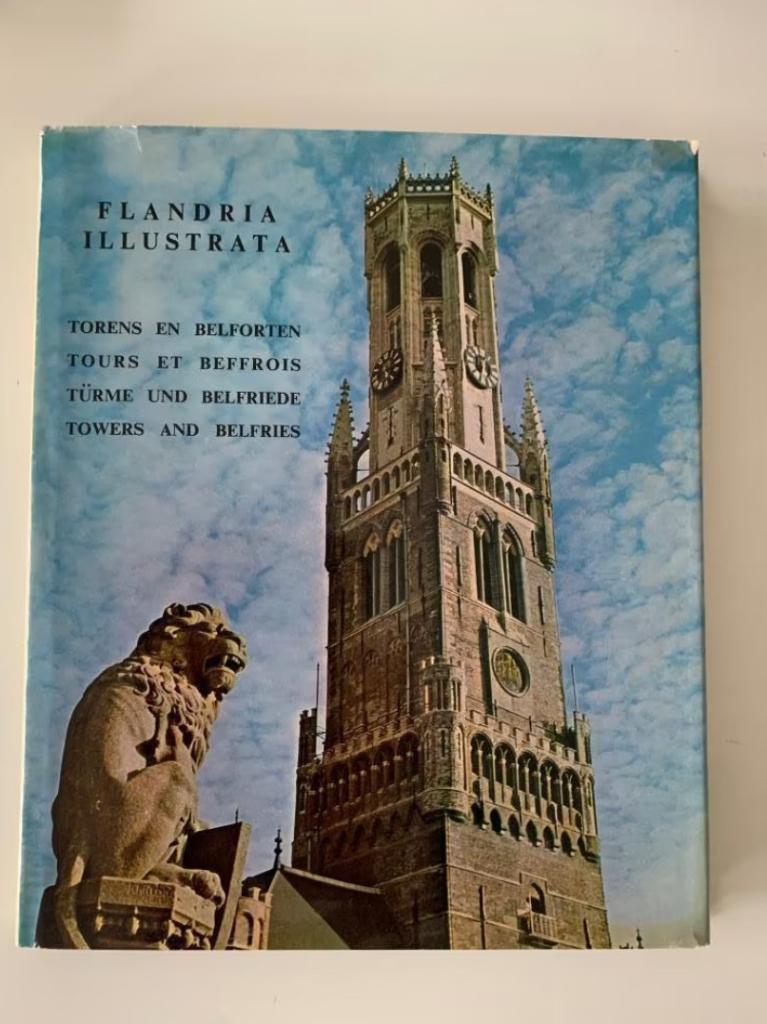 FLANDRIA
ILLUSTRATA
TORENS EN BELFORTEN
TOURS ET BEFFROIS
TÜRME UND BELFRIEDE
TOWERS AND BELFRIES